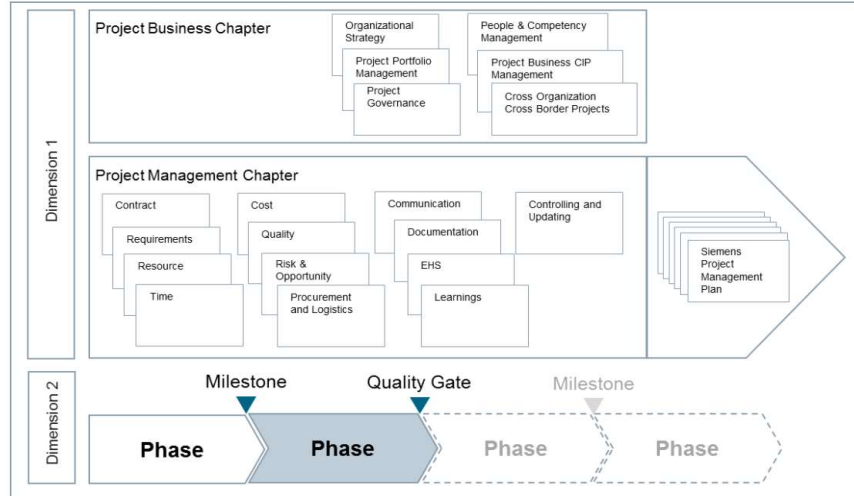 Dimension 1
Project Business Chapter
Organizational
Strategy
Project Portfolio
Management
Project
Governance
People & Competency
Management
Project Business CIP
Management
Cross Organization
Cross Border Projects
Project Management Chapter
Contract
Requirements
Resource
Time
Cost
Quality
Risk &
Opportunity
Procurement
and Logistics
Communication
Documentation
EHS
Learnings
Controlling and
Updating
Siemens
Project
Management
Plan
Dimension 2
Milestone
Quality Gate
Milestone
Phase
Phase
Phase
Phase